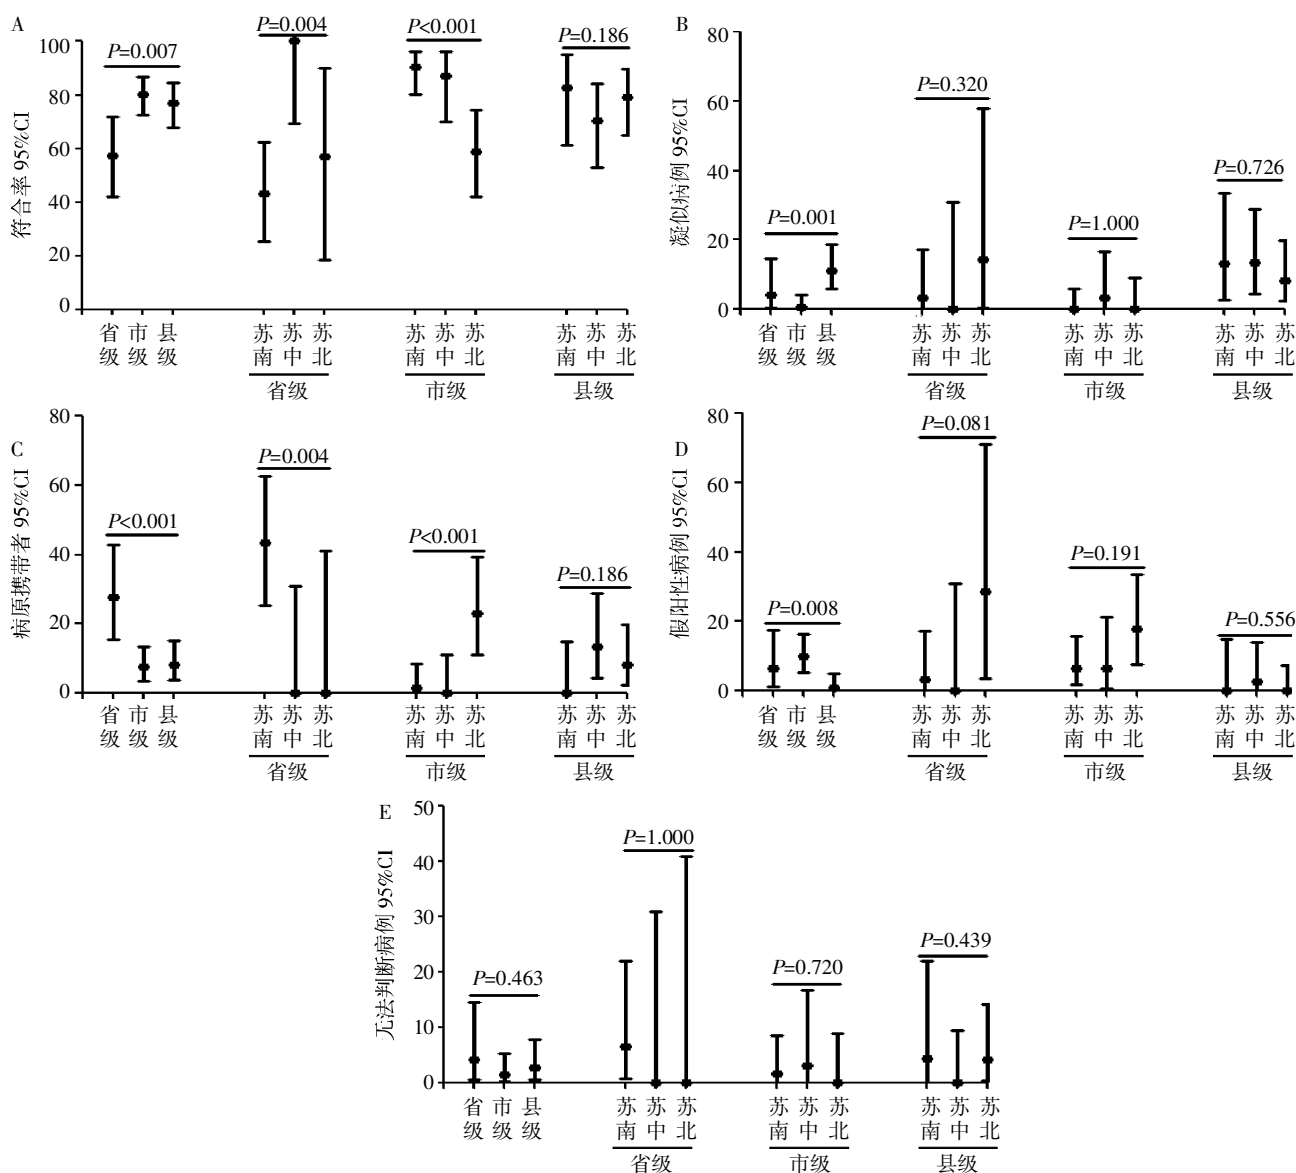 A
符合率 95%CI
100
80
60
40
20
0
P=0.007
P=0.004
P<0.001
P=0.186
省级 市级 县级 苏南 苏中 苏北 苏南 苏中 苏北 苏南 苏中 苏北
省级 市级 县级
B
凝似病例 95%CI
80
60
40
20
0
P=0.001
P=0.320
P=1.000
P=0.726
省级 市级 县级 苏南 苏中 苏北 苏南 苏中 苏北 苏南 苏中 苏北
省级 市级 县级
C
病原携带者 95%CI
80
60
40
20
0
P<0.001
P=0.004
P<0.001
P=0.186
省级 市级 县级 苏南 苏中 苏北 苏南 苏中 苏北 苏南 苏中 苏北
省级 市级 县级
D
假阳性病例 95%CI
80
60
40
20
0
P=0.008
P=0.081
P=0.191
P=0.556
省级 市级 县级 苏南 苏中 苏北 苏南 苏中 苏北 苏南 苏中 苏北
省级 市级 县级
E
无法判断病例 95%CI
50
40
30
20
10
0
P=0.463
P=1.000
P=0.720
P=0.439
省级 市级 县级 苏南 苏中 苏北 苏南 苏中 苏北 苏南 苏中 苏北
省级 市级 县级